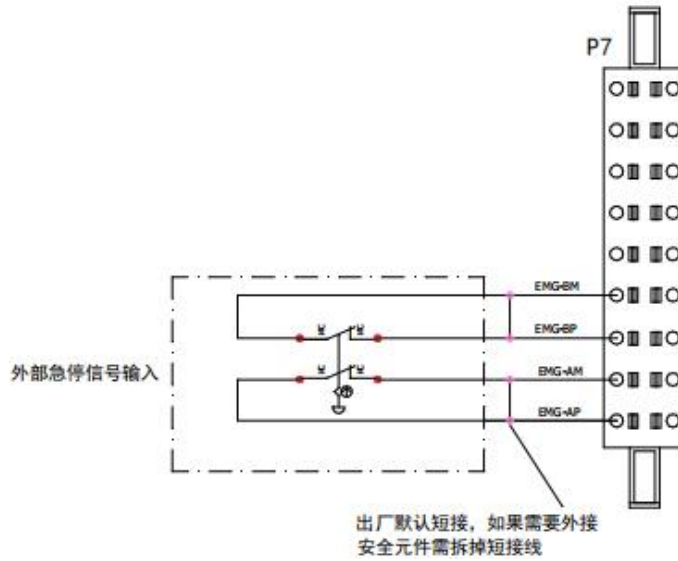 P7
EMG-BM
EMG-BP
外部急停信号输入
EMG-AM
EMG-AP
出厂默认短接，如果需要外接
安全元件需拆掉短接线